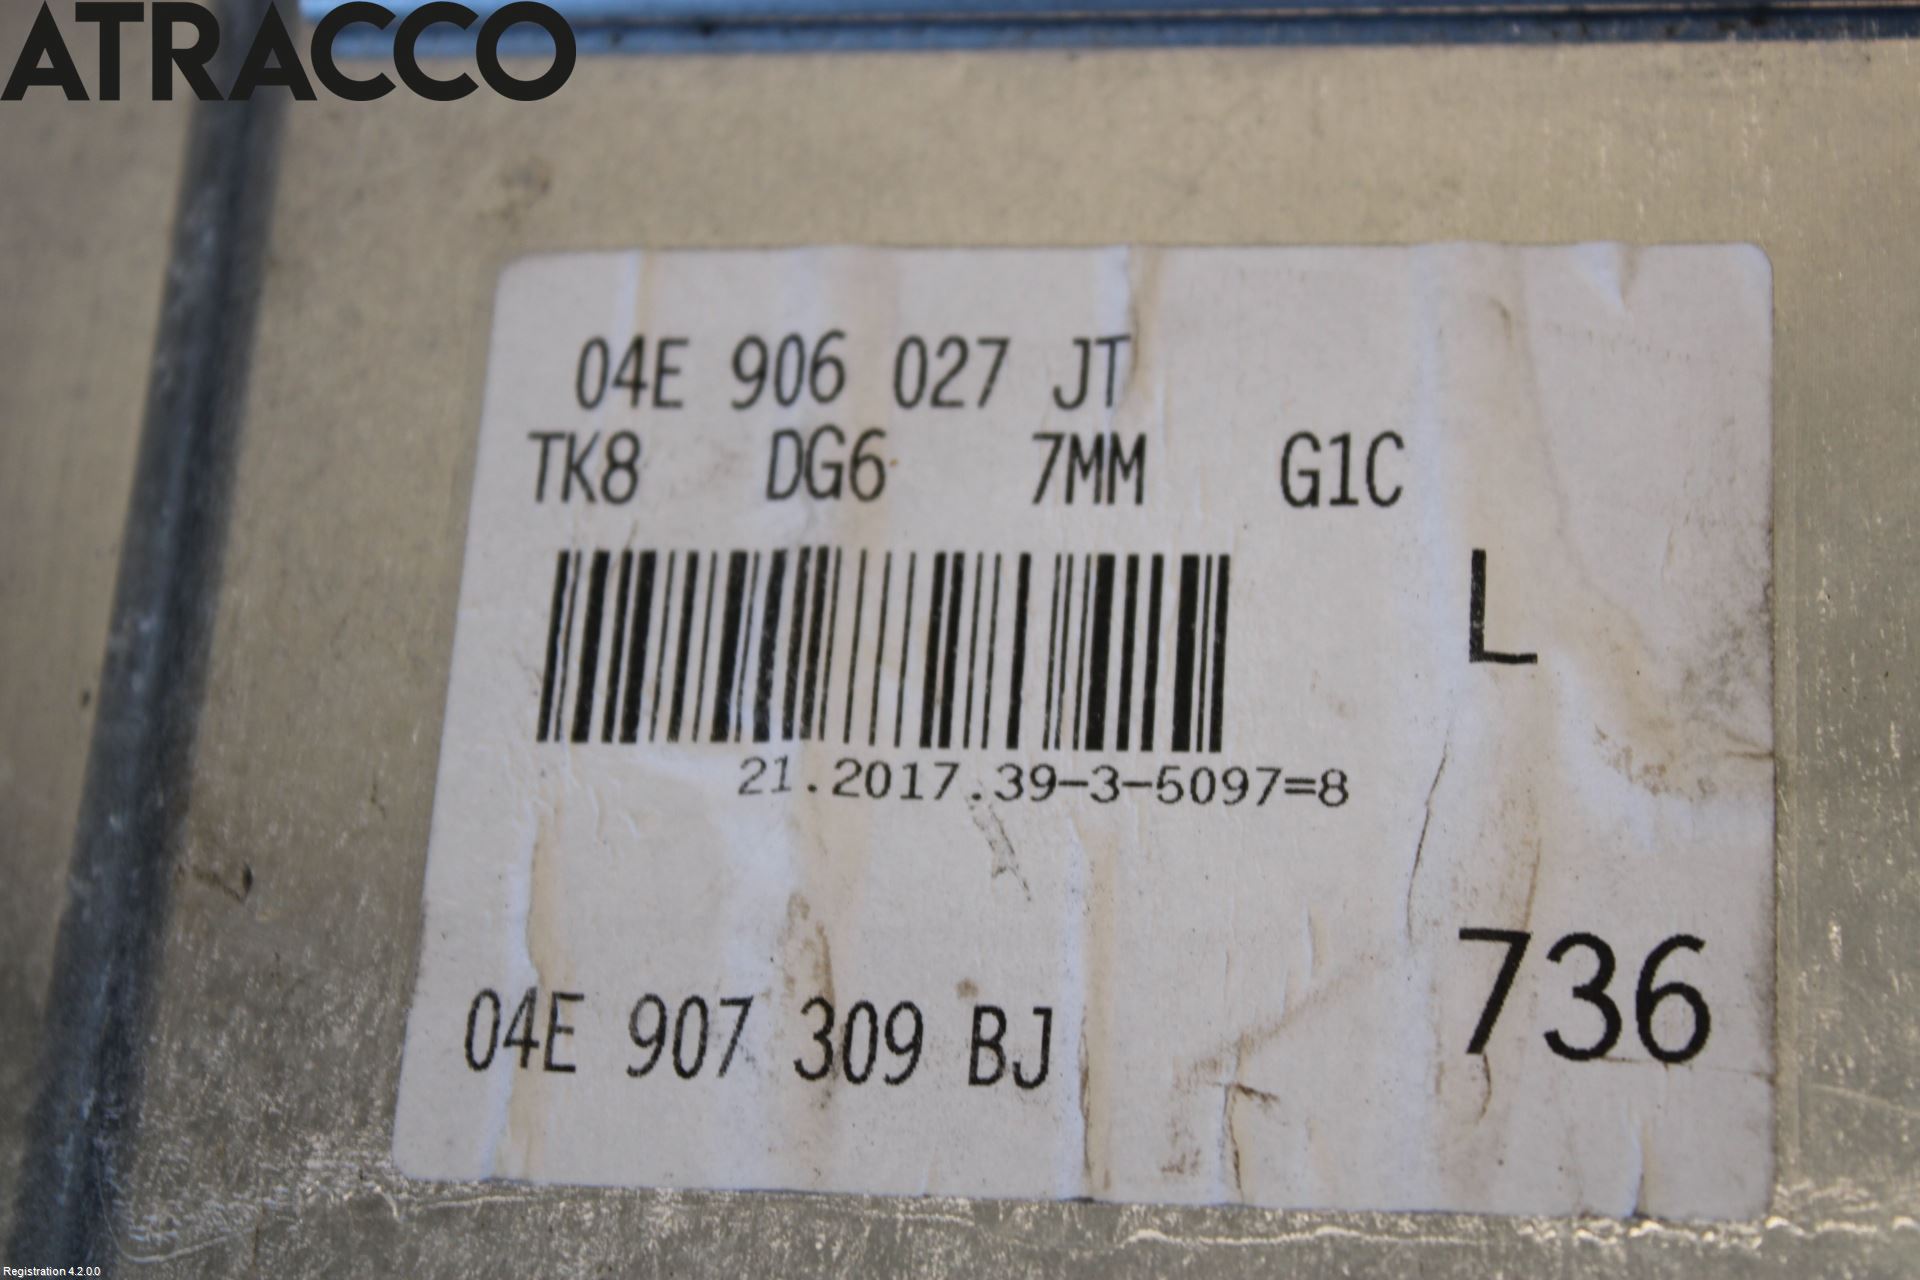 ATRACCO
04E 906 027 JT
TK8 DG6 7MM G1C
L
21.2017.39-3-5097=8
736
04E 907 309 BJ
Registration 4.2.0.0